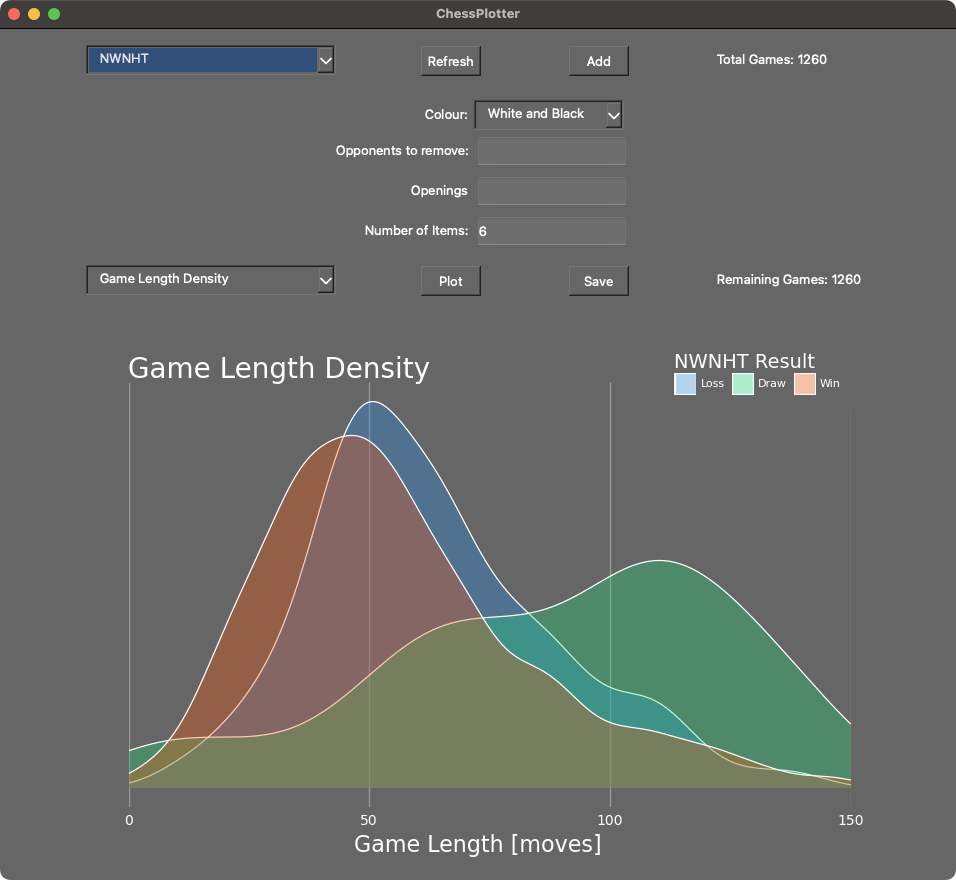 ChessPlotter
NWNHT
Refresh
Add
Total Games: 1260
Colour:
White and Black
Opponents to remove:
Openings
Number of Items:
6
Game Length Density
Plot
Save
Remaining Games: 1260
Game Length Density
NWNHT Result
Loss Draw Win
0 50 100 150
Game Length [moves]